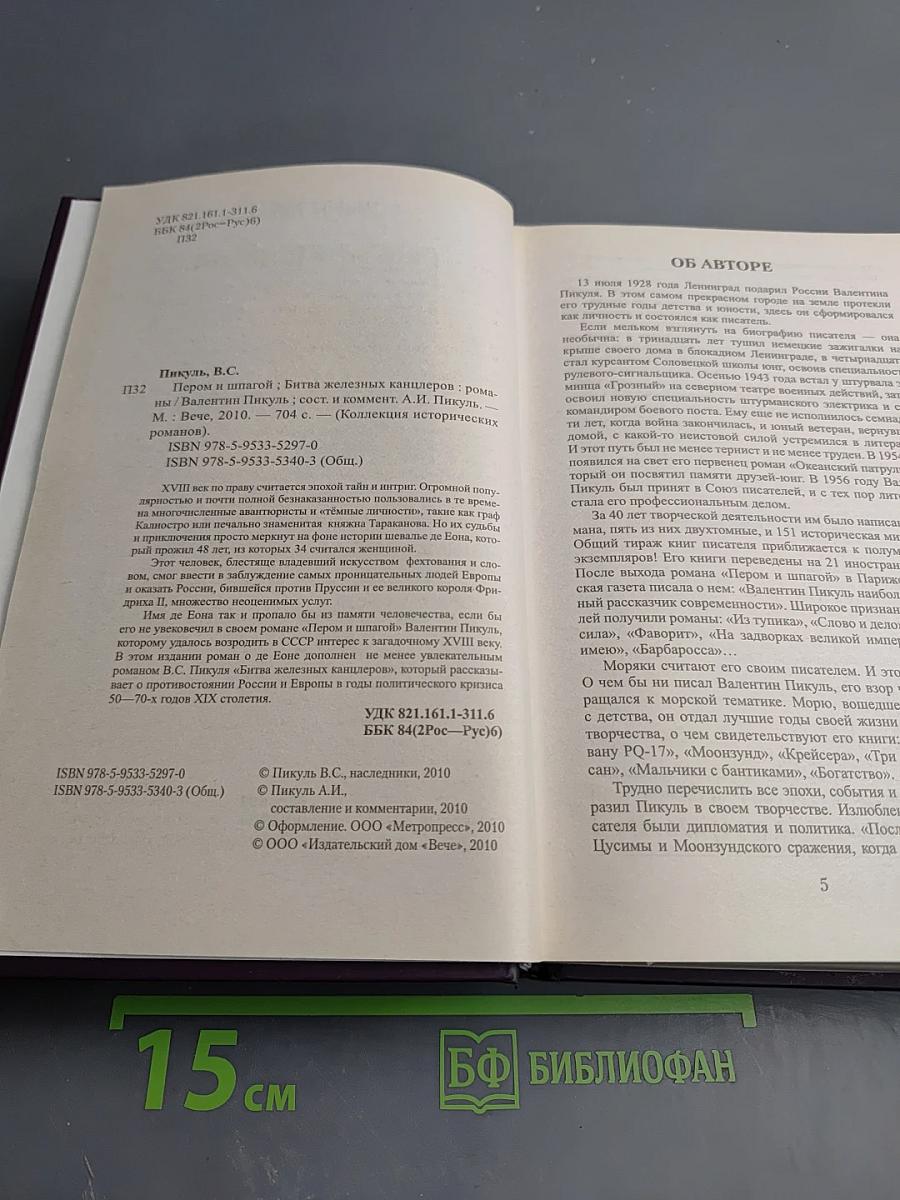 УДК 821.161.1-311.6
ББК 84(2Рос—Рус)6)
П32
Пикуль, В.С.
П32 Пером и шпагой ; Битва железных канцлеров : рома-
ны / Валентин Пикуль ; сост. и коммент. А.И. Пикуль. —
М. : Вече, 2010. — 704 с. — (Коллекция исторических
романов).
ISBN 978-5-9533-5297-0
ISBN 978-5-9533-5340-3 (Общ.)
XVIII век по праву считается эпохой тайн и интриг. Огромной попу-
лярностью и почти полной безнаказанностью пользовались в те време-
на многочисленные авантюристы и «тёмные личности», такие как граф
Калиостро или печально знаменитая княжна Тараканова. Но их судьбы
и приключения просто меркнут на фоне истории шевалье де Еона, кото-
рый прожил 48 лет, из которых 34 считался женщиной.
Этот человек, блестяще владевший искусством фехтования и сло-
вом, смог ввести в заблуждение самых проницательных людей Европы
и оказать России, бившейся против Пруссии и ее великого короля Фри-
дриха II, множество неоценимых услуг.
Имя де Еона так и пропало бы из памяти человечества, если бы
его не увековечил в своем романе «Пером и шпагой» Валентин Пикуль,
которому удалось возродить в СССР интерес к загадочному XVIII веку.
В этом издании роман о де Еоне дополнен не менее увлекательным
романом В.С. Пикуля «Битва железных канцлеров», который рассказы-
вает о противостоянии России и Европы в годы политического кризиса
50—70-х годов XIX столетия.
УДК 821.161.1-311.6
ББК 84(2Рос—Рус)6)
ISBN 978-5-9533-5297-0
ISBN 978-5-9533-5340-3 (Общ.)
© Пикуль В.С., наследники, 2010
© Пикуль А.И.,
составление и комментарии, 2010
© Оформление. ООО «Метропресс», 2010
© ООО «Издательский дом «Вече», 2010
ОБ АВТОРЕ
13 июля 1928 года Ленинград подарил России Валентина
Пикуля. В этом самом прекрасном городе на земле протекли
его трудные годы детства и юности, здесь он сформировался
как личность и состоялся как писатель.
Если мельком взглянуть на биографию писателя — она
необычна: в тринадцать лет тушил немецкие зажигалки на
крыше своего дома в блокадном Ленинграде, в четырнадцат
стал курсантом Соловецкой школы юнг, освоив специальност
рулевого-сигнальщика. Осенью 1943 года встал у штурвала э
минца «Грозный» на северном театре военных действий, зат
освоил новую специальность штурманского электрика и с
командиром боевого поста. Ему еще не исполнилось семнад
ти лет, когда война закончилась, и юный ветеран, вернувш
домой, с какой-то неистовой силой устремился в литера
И этот путь был не менее тернист и не менее труден. В 1954
появился на свет его первенец роман «Океанский патрул
торый он посвятил памяти друзей-юнг. В 1956 году Ва
Пикуль был принят в Союз писателей, и с тех пор лит
стала его профессиональным делом.
За 40 лет творческой деятельности им было написан
мана, пять из них двухтомные, и 151 историческая ми
Общий тираж книг писателя приближается к полум
экземпляров! Его книги переведены на 21 иностран
После выхода романа «Пером и шпагой» в Париж
ская газета писала о нем: «Валентин Пикуль наибол
ный рассказчик современности». Широкое признан
лей получили романы: «Из тупика», «Слово и дело
сила», «Фаворит», «На задворках великой импер
имею», «Барбаросса»…
Моряки считают его своим писателем. И это
О чем бы ни писал Валентин Пикуль, его взор ч
ращался к морской тематике. Морю, вошедше
с детства, он отдал лучшие годы своей жизни
творчества, о чем свидетельствуют его книги:
вану PQ-17», «Моонзунд», «Крейсера», «Три
сан», «Мальчики с бантиками», «Богатство».
Трудно перечислить все эпохи, события и
разил Пикуль в своем творчестве. Излюблен
сателя были дипломатия и политика. «Посл
Цусимы и Моонзундского сражения, когда
5
15 см
БФ БИБЛИОФАН